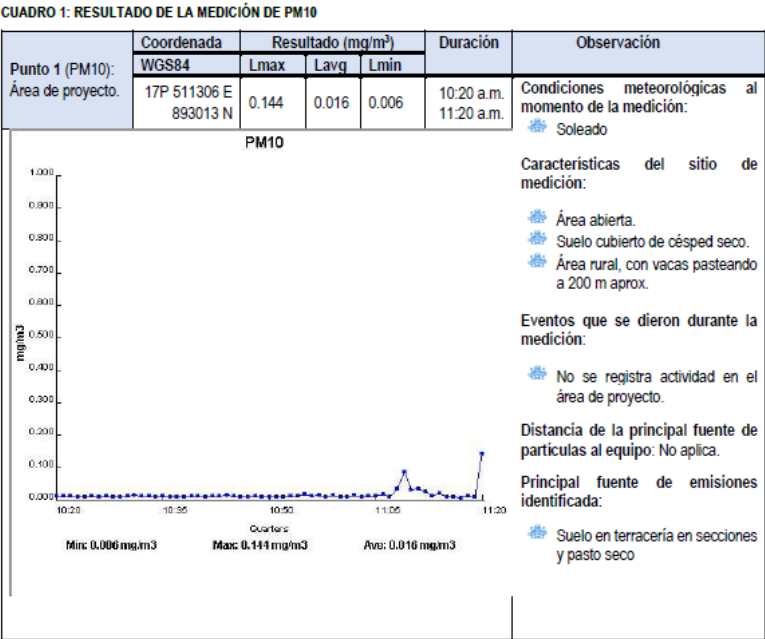 CUADRO 1: RESULTADO DE LA MEDICIÓN DE PM10
Punto 1 (PM10):
Área de proyecto.
Coordenada
WGS84
17P 511306 E
893013 N
Resultado (mg/m³)
Lmax Lavg Lmin
0.144 0.016 0.006
Duración
10:20 a.m.
11:20 a.m.
Observación
Condiciones meteorológicas al
momento de la medición:
Soleado
Características del sitio de
medición:
Área abierta.
Suelo cubierto de césped seco.
Área rural, con vacas pasteando
a 200 m aprox.
Eventos que se dieron durante la
medición:
No se registra actividad en el
área de proyecto.
Distancia de la principal fuente de
partículas al equipo: No aplica.
Principal fuente de emisiones
identificada:
Suelo en terracería en secciones
y pasto seco
PM10
mg/m3
1.000
0.900
0.800
0.700
0.600
0.500
0.400
0.300
0.200
0.100
0.000
10:20 10:35 10:50 11:05 11:20
Quarters
Min: 0.006 mg/m3 Max: 0.144 mg/m3 Ave: 0.016 mg/m3